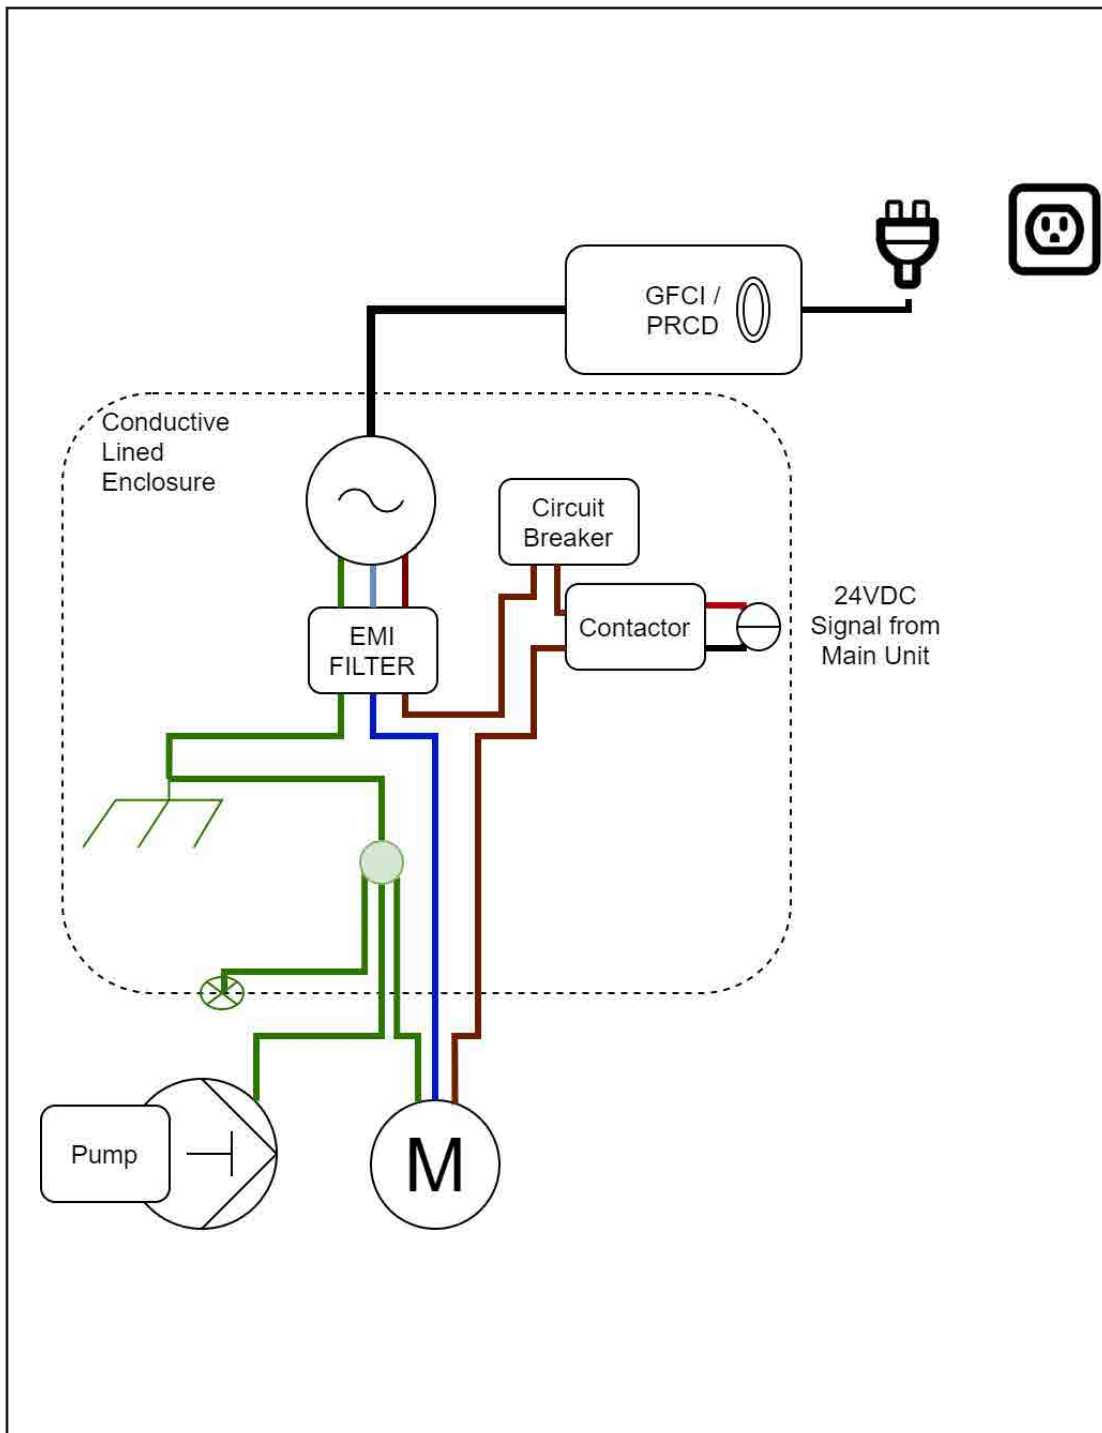 GFCI /
PRCD
Conductive
Lined
Enclosure
Circuit
Breaker
EMI
FILTER
Contactor
24VDC
Signal from
Main Unit
Pump
M